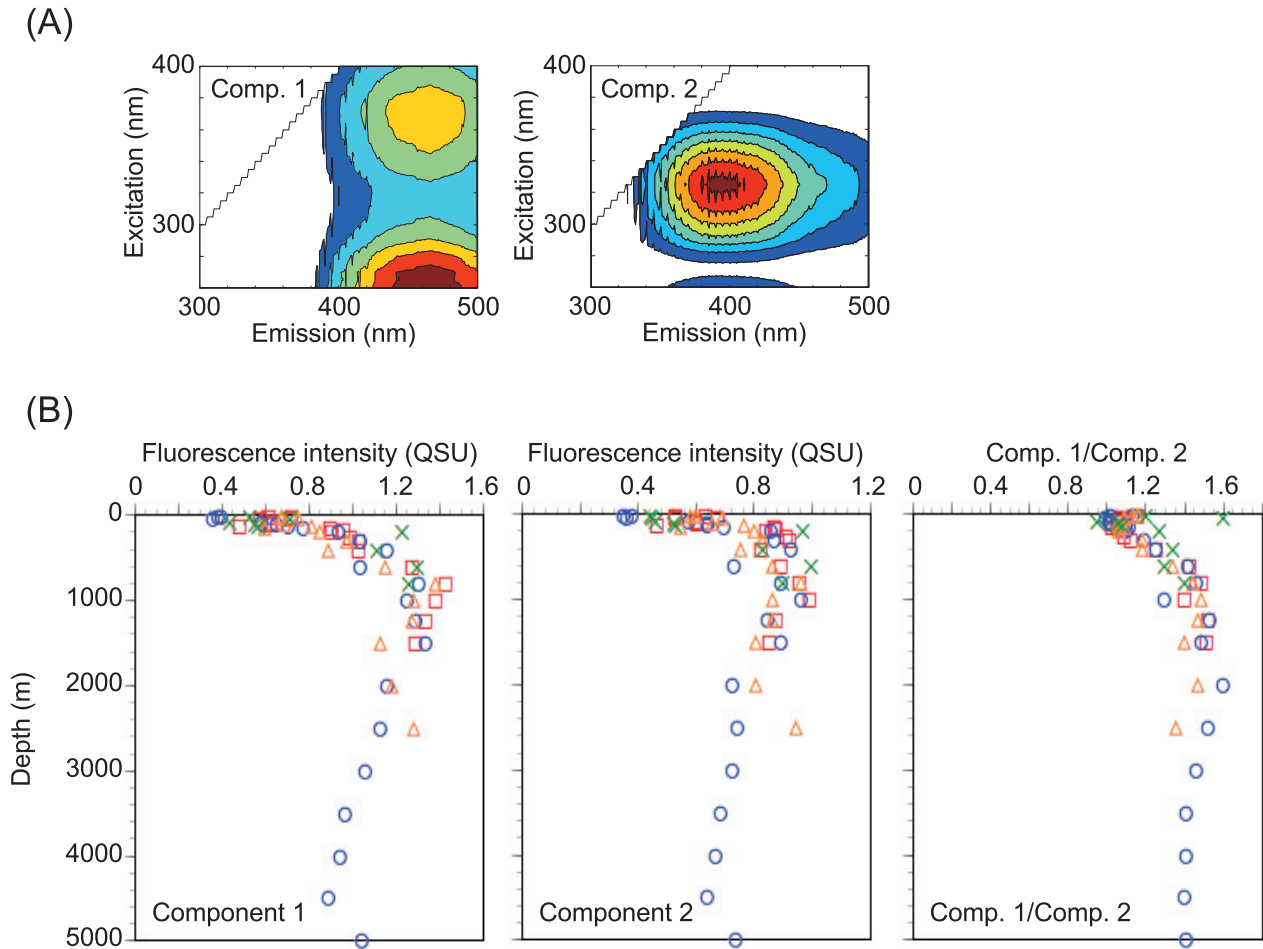 (A)
Comp. 1
Excitation (nm)
400
300
300 400 500
Emission (nm)
Comp. 2
Excitation (nm)
400
300
300 400 500
Emission (nm)
(B)
Fluorescence intensity (QSU)
0 0.4 0.8 1.2 1.6
Depth (m)
0
1000
2000
3000
4000
5000
Component 1
Fluorescence intensity (QSU)
0 0.4 0.8 1.2
Component 2
Comp. 1/Comp. 2
0 0.4 1.0 1.4 1.8
Comp. 1/Comp. 2